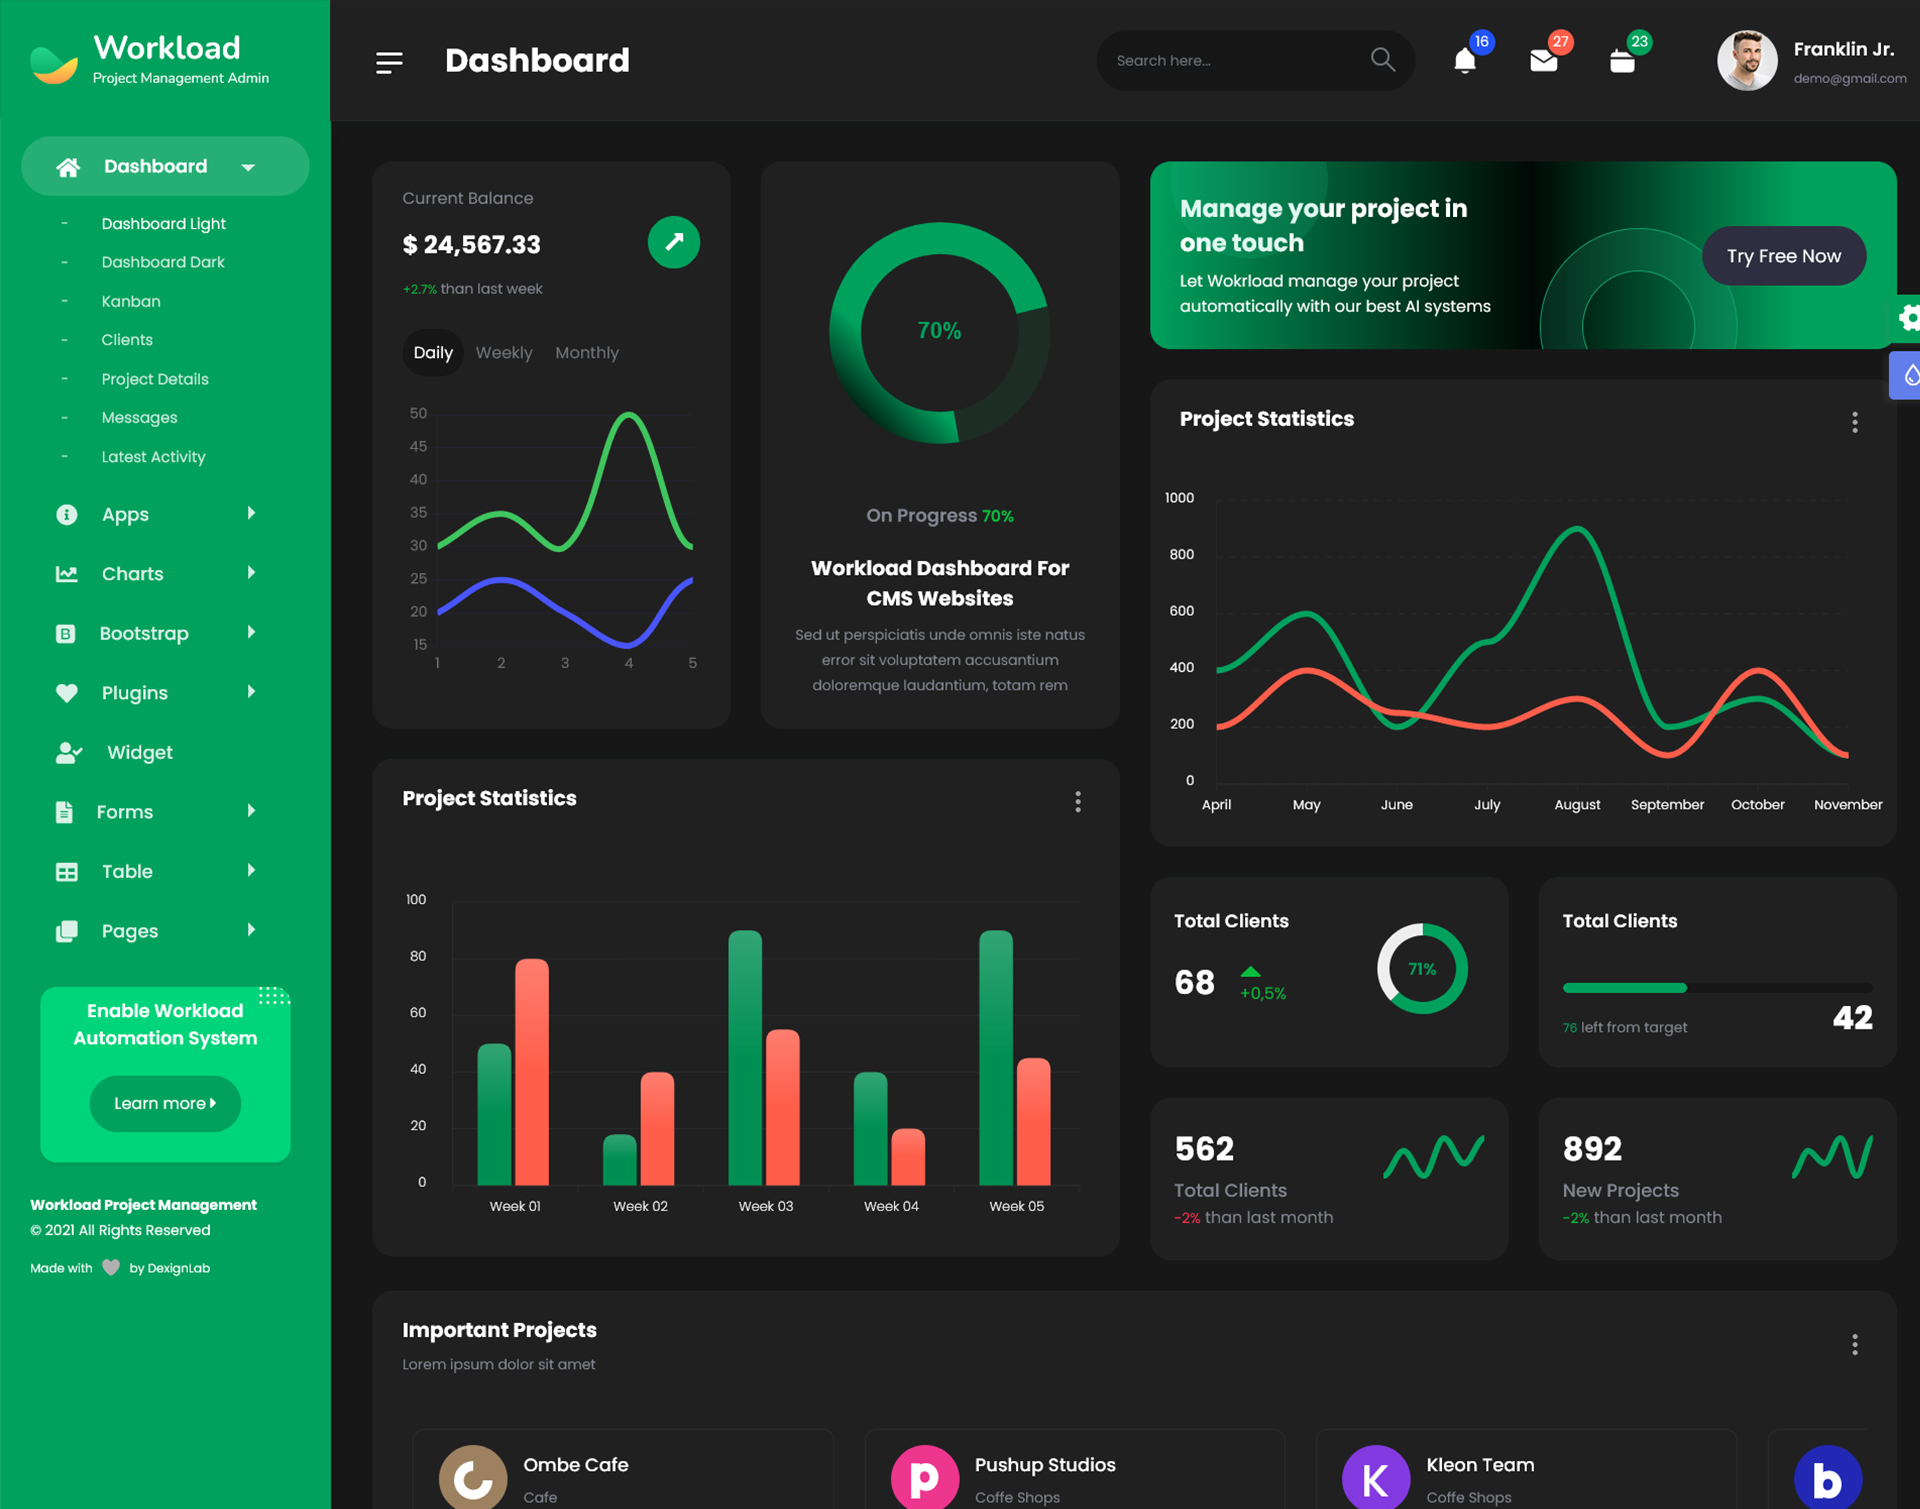 Workload
Project Management Admin
Dashboard
Search here...
16
27
23
Franklin Jr.
demo@gmail.com
Dashboard
- Dashboard Light
- Dashboard Dark
- Kanban
- Clients
- Project Details
- Messages
- Latest Activity
Apps
Charts
B Bootstrap
Plugins
Widget
Forms
Table
Pages
Enable Workload
Automation System
Learn more
Workload Project Management
© 2021 All Rights Reserved
Made with by DexignLab
Current Balance
$ 24,567.33
+2.7% than last week
Daily Weekly Monthly
50
45
40
35
30
25
20
15
1 2 3 4 5
70%
On Progress 70%
Workload Dashboard For
CMS Websites
Sed ut perspiciatis unde omnis iste natus
error sit voluptatem accusantium
doloremque laudantium, totam rem
Manage your project in
one touch
Let Wokrload manage your project
automatically with our best AI systems
Try Free Now
Project Statistics
1000
800
600
400
200
0
April May June July August September October November
Project Statistics
100
80
60
40
20
0
Week 01 Week 02 Week 03 Week 04 Week 05
Total Clients
68
+0,5%
71%
Total Clients
76 left from target
42
562
Total Clients
-2% than last month
892
New Projects
-2% than last month
Important Projects
Lorem ipsum dolor sit amet
Ombe Cafe
Cafe
p
Pushup Studios
Coffe Shops
K
Kleon Team
Coffe Shops
b